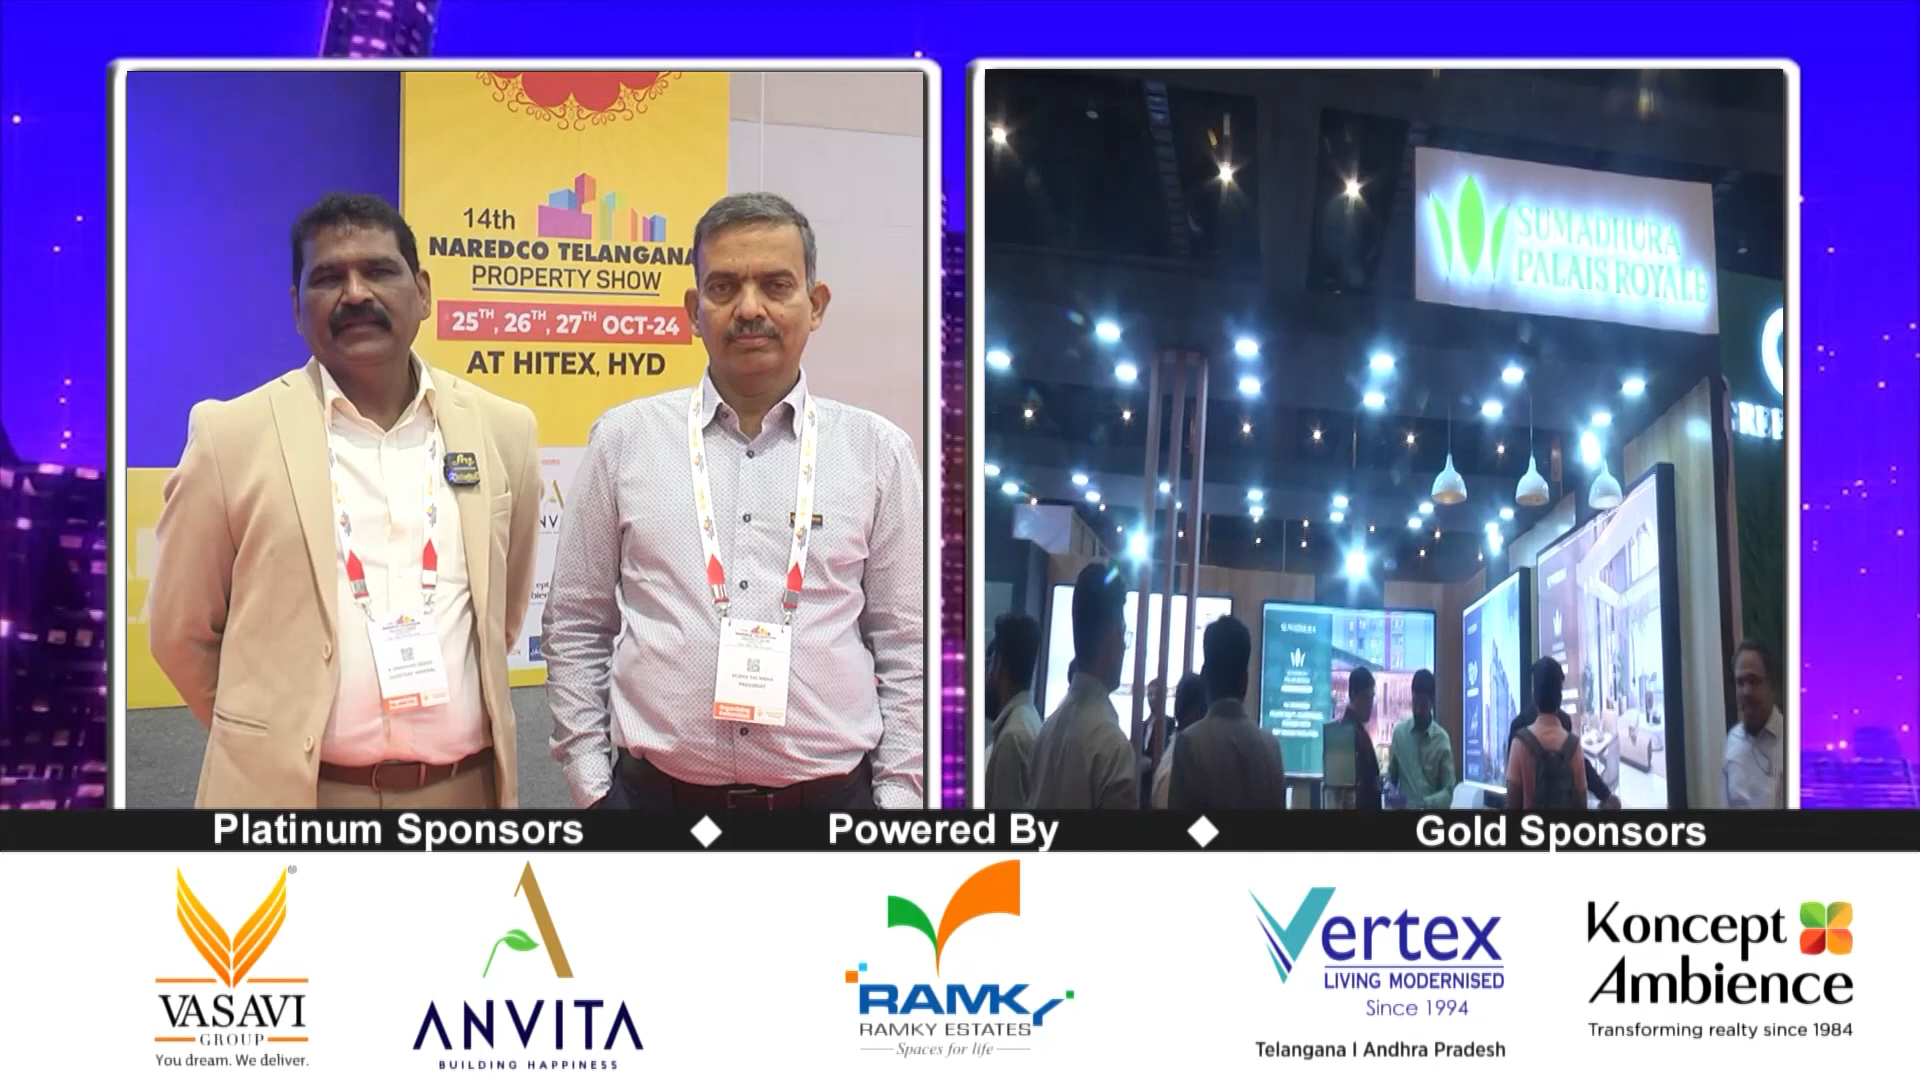 14th
NAREDCO TELANGANA
PROPERTY SHOW
25TH, 26TH, 27TH OCT-24
AT HITEX, HYD
SUMADHURA
PALAIS ROYALE
SUMADHURA
Platinum Sponsors ◆ Powered By ◆ Gold Sponsors
VASAVI
GROUP
You dream. We deliver.
ANVITA
BUILDING HAPPINESS
RAMKY
RAMKY ESTATES
Spaces for life
Vertex
LIVING MODERNISED
Since 1994
Telangana I Andhra Pradesh
Koncept
Ambience
Transforming realty since 1984